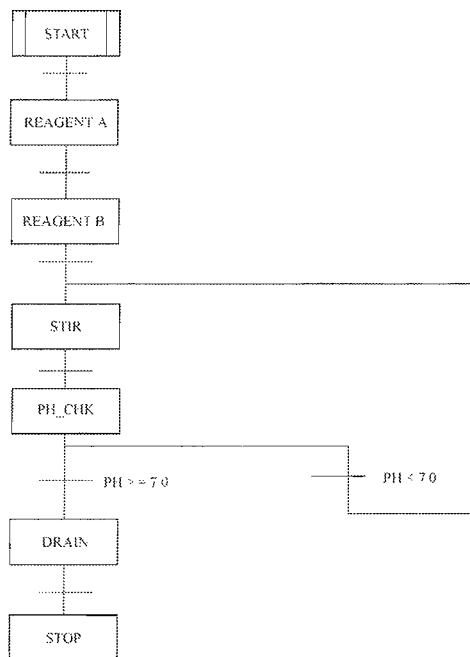 START
REAGENT A
REAGENT B
STIR
PH_CHK
PH > = 7 0
PH < 7 0
DRAIN
STOP